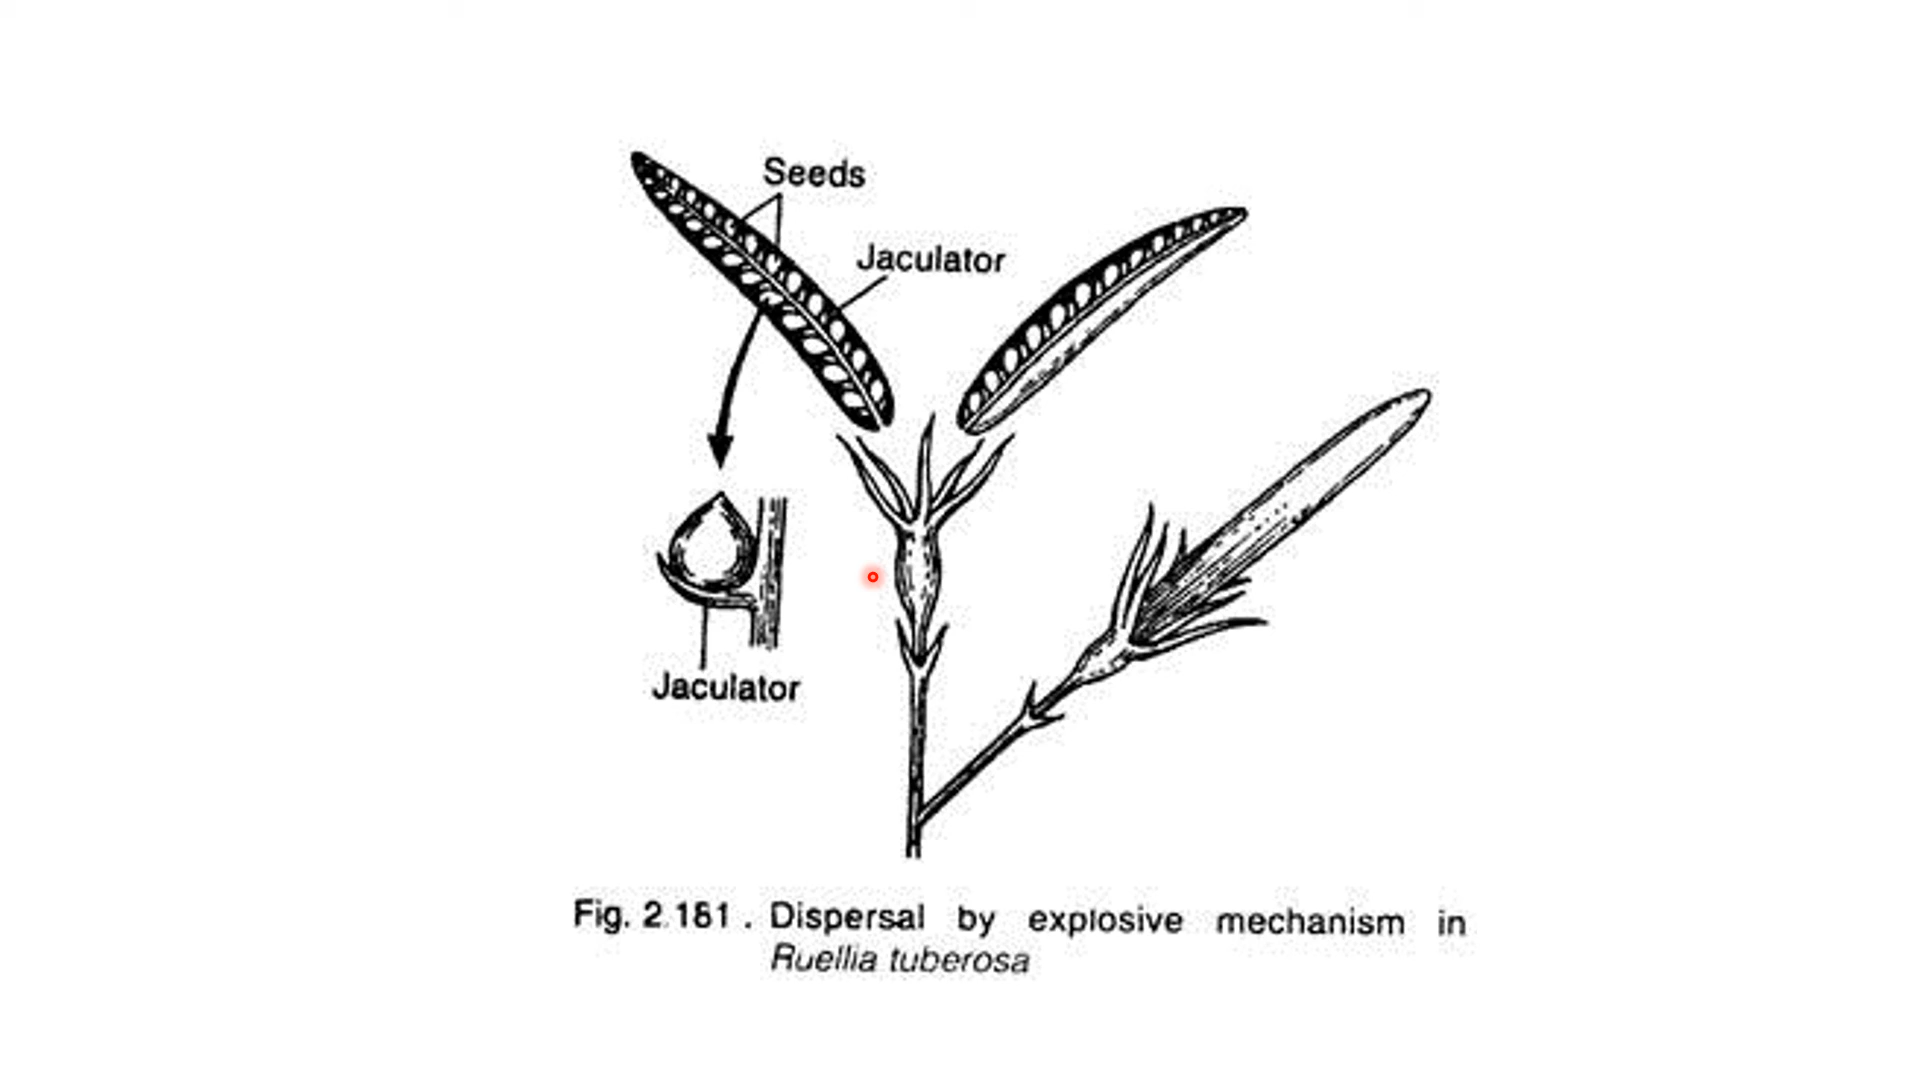 Seeds
Jaculator
Jaculator
Fig. 2.181. Dispersal by explosive mechanism in
Ruellia tuberosa